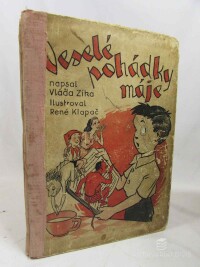 Veselé
pohádky
máje
napsal
Vláďa Zíka
Ilustroval
René Klapač